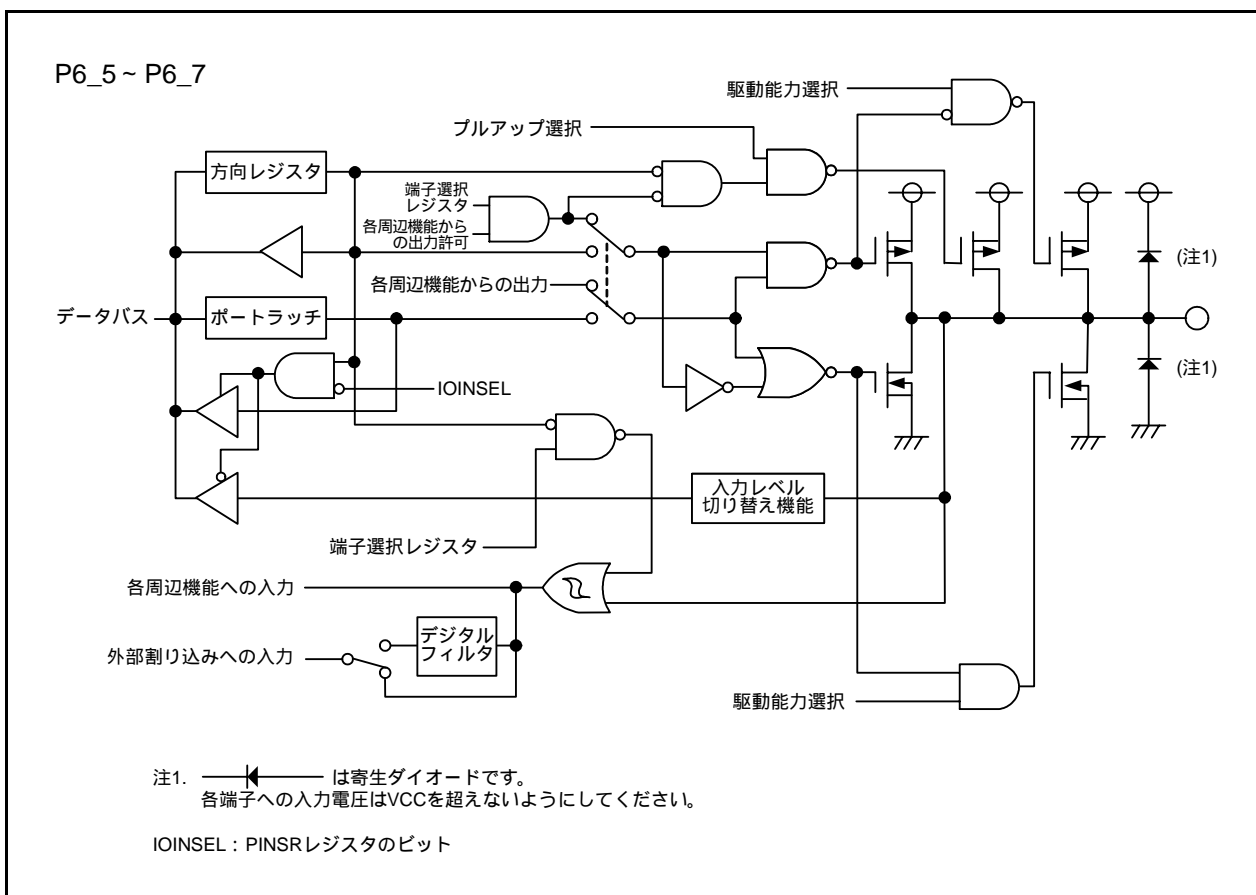 P6_5 ~ P6_7
駆動能力選択
プルアップ選択
方向レジスタ
端子選択
レジスタ
各周辺機能から
の出力許可
各周辺機能からの出力
(注1)
データバス
ポートラッチ
(注1)
IOINSEL
入力レベル
切り替え機能
端子選択レジスタ
各周辺機能への入力
デジタル
フィルタ
外部割り込みへの入力
駆動能力選択
注1. は寄生ダイオードです。
各端子への入力電圧はVCCを超えないようにしてください。
IOINSEL : PINSRレジスタのビット